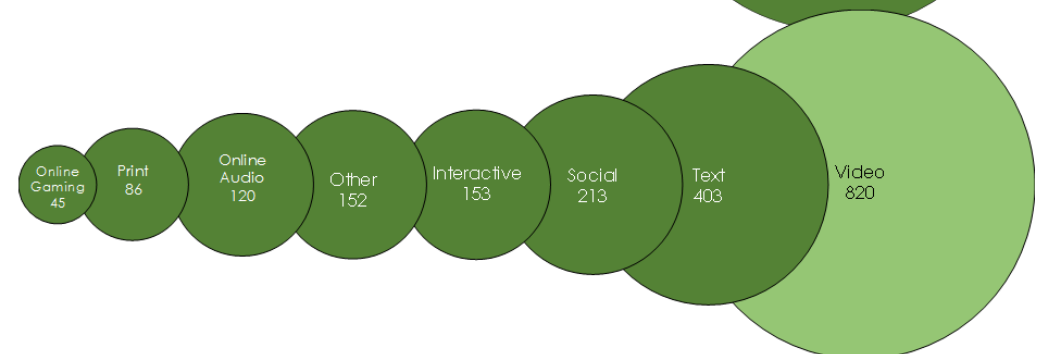 Online
Gaming
45
Print
86
Online
Audio
120
Other
152
Interactive
153
Social
213
Text
403
Video
820